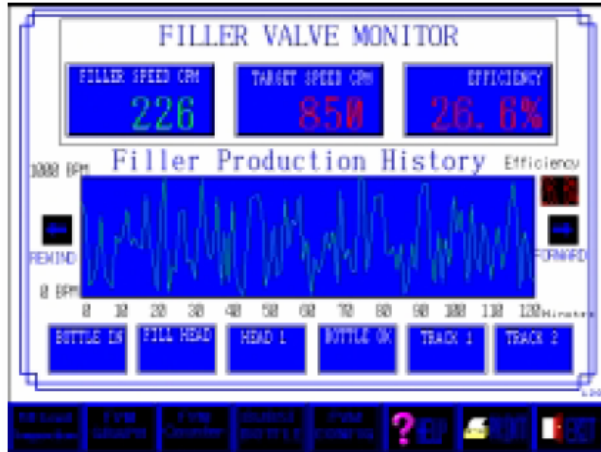 FILLER VALVE MONITOR
FILLER SPEED CPM
226
TARGET SPEED CPM
850
EFFICIENCY
26.6%
Filler Production History
Efficiency
1000 BPM
REWIND
FORWARD
0 BPM
0 10 20 30 40 50 60 70 80 90 100 110 120 Minutes
BOTTLE IN
FILL HEAD
HEAD 1
BOTTLE OK
TRACK 1
TRACK 2
HELP
PRINT
EXIT